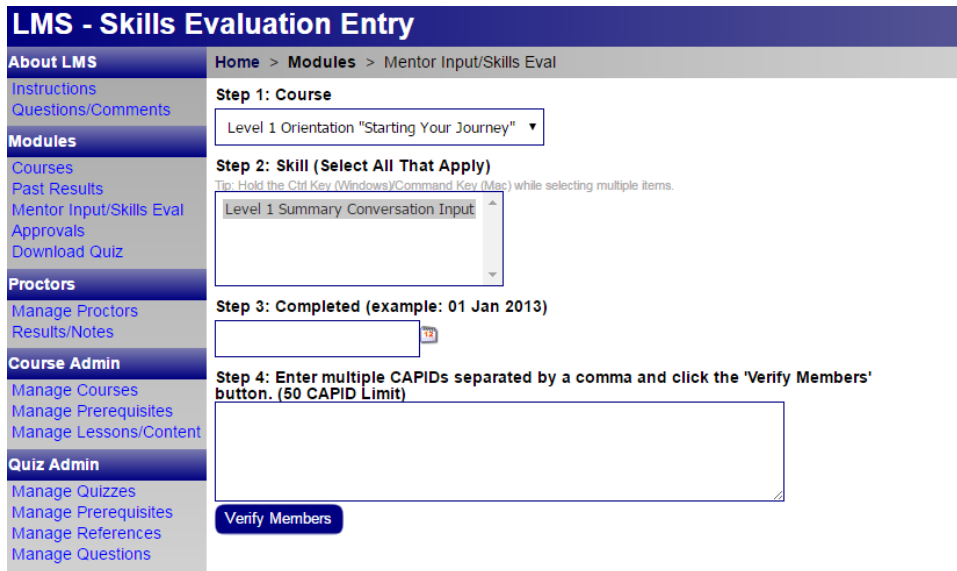 LMS - Skills Evaluation Entry
About LMS
Instructions
Questions/Comments
Modules
Courses
Past Results
Mentor Input/Skills Eval
Approvals
Download Quiz
Proctors
Manage Proctors
Results/Notes
Course Admin
Manage Courses
Manage Prerequisites
Manage Lessons/Content
Quiz Admin
Manage Quizzes
Manage Prerequisites
Manage References
Manage Questions
Home > Modules > Mentor Input/Skills Eval
Step 1: Course
Level 1 Orientation "Starting Your Journey"
Step 2: Skill (Select All That Apply)
Tip: Hold the Ctrl Key (Windows)/Command Key (Mac) while selecting multiple items.
Level 1 Summary Conversation Input
Step 3: Completed (example: 01 Jan 2013)
12
Step 4: Enter multiple CAPIDs separated by a comma and click the 'Verify Members'
button. (50 CAPID Limit)
Verify Members